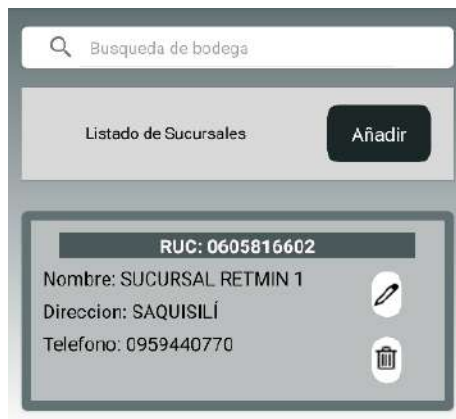 Busqueda de bodega
Listado de Sucursales
Añadir
RUC: 0605816602
Nombre: SUCURSAL RETMIN 1
Direccion: SAQUISILÍ
Telefono: 0959440770